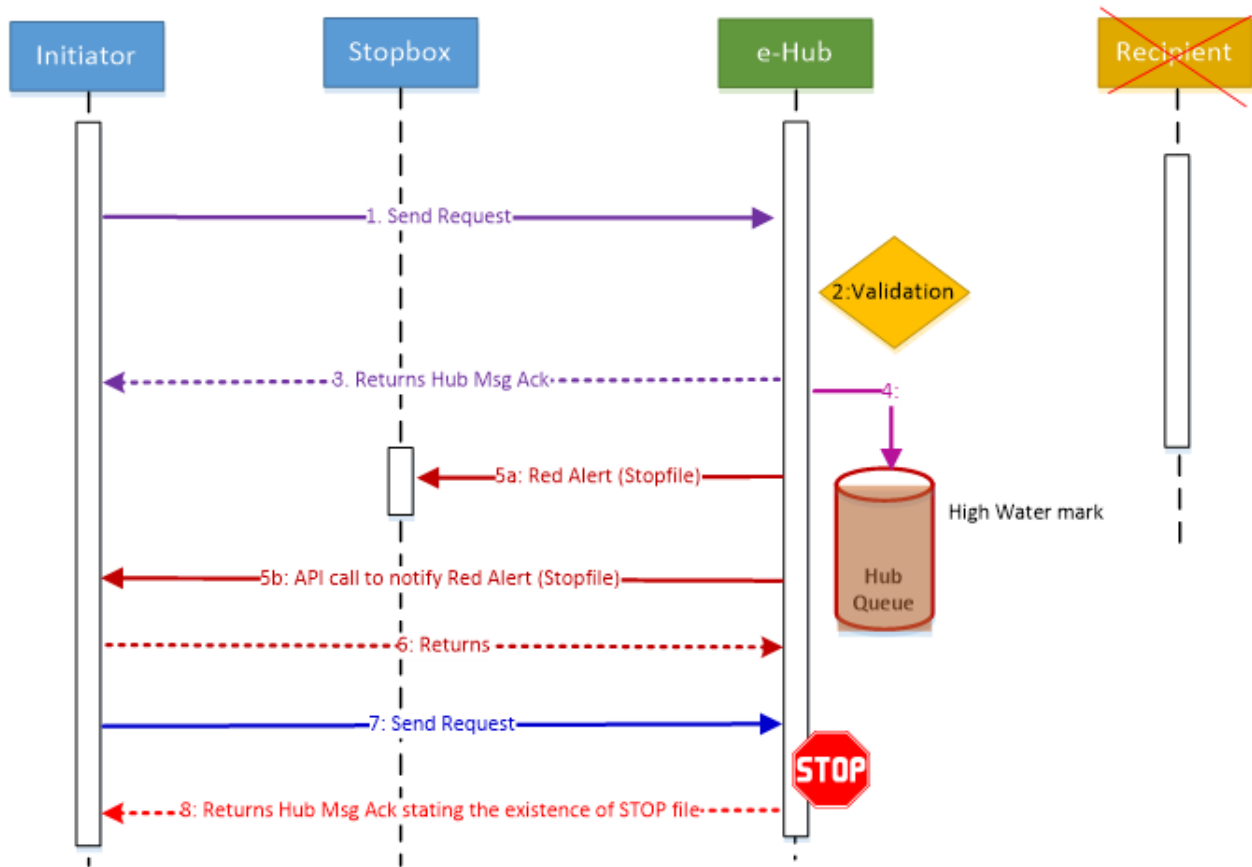 Initiator
Stopbox
e-Hub
Recipient
1. Send Request
2:Validation
3. Returns Hub Msg Ack
4:
5a: Red Alert (Stopfile)
High Water mark
Hub
Queue
5b: API call to notify Red Alert (Stopfile)
6: Returns
7: Send Request
STOP
8: Returns Hub Msg Ack stating the existence of STOP file